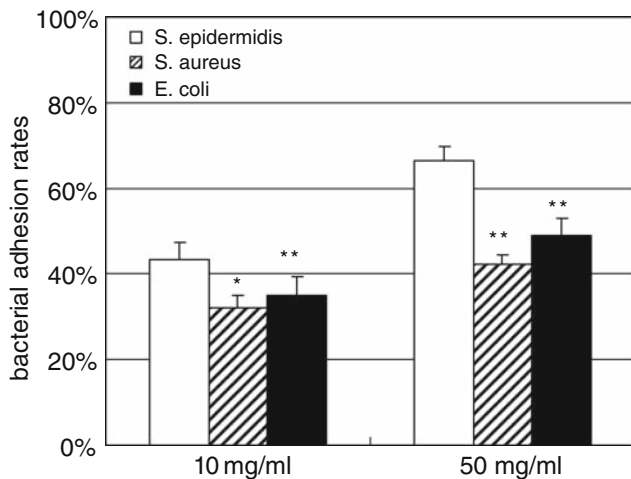 100%
80%
60%
40%
20%
0%
bacterial adhesion rates
S. epidermidis
S. aureus
E. coli
*
**
**
**
10 mg/ml
50 mg/ml